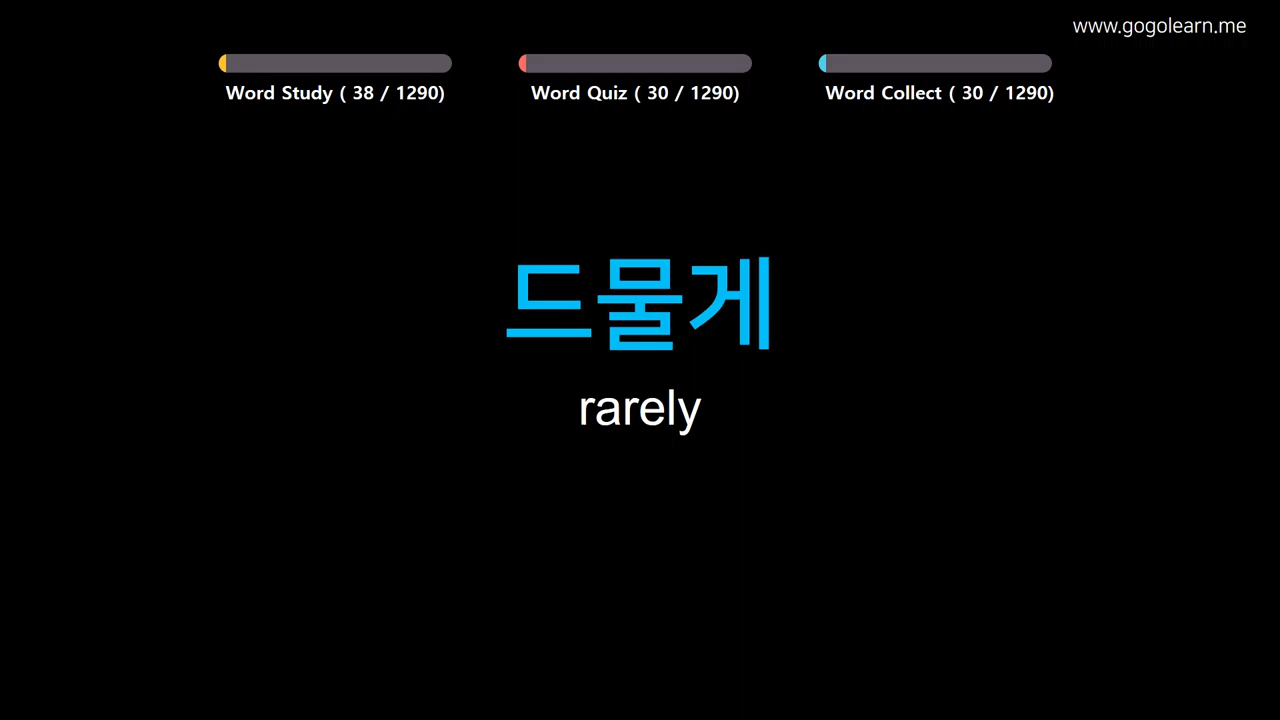 www.gogolearn.me
Word Study ( 38 / 1290)
Word Quiz ( 30 / 1290)
Word Collect ( 30 / 1290)
드물게
rarely